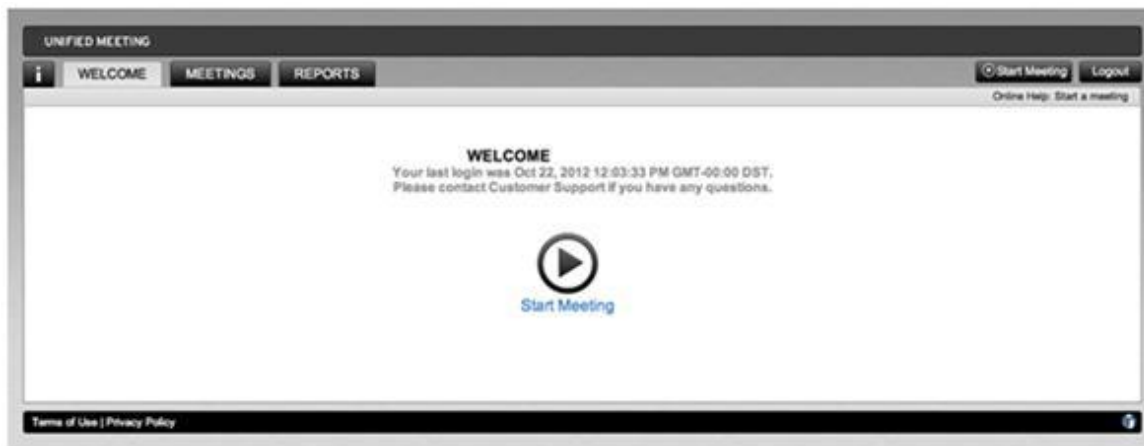 UNIFIED MEETING
i WELCOME MEETINGS REPORTS Start Meeting Logout
Online Help: Start a meeting
WELCOME
Your last login was Oct 22, 2012 12:03:33 PM GMT-00:00 DST.
Please contact Customer Support if you have any questions.
Start Meeting
Terms of Use | Privacy Policy